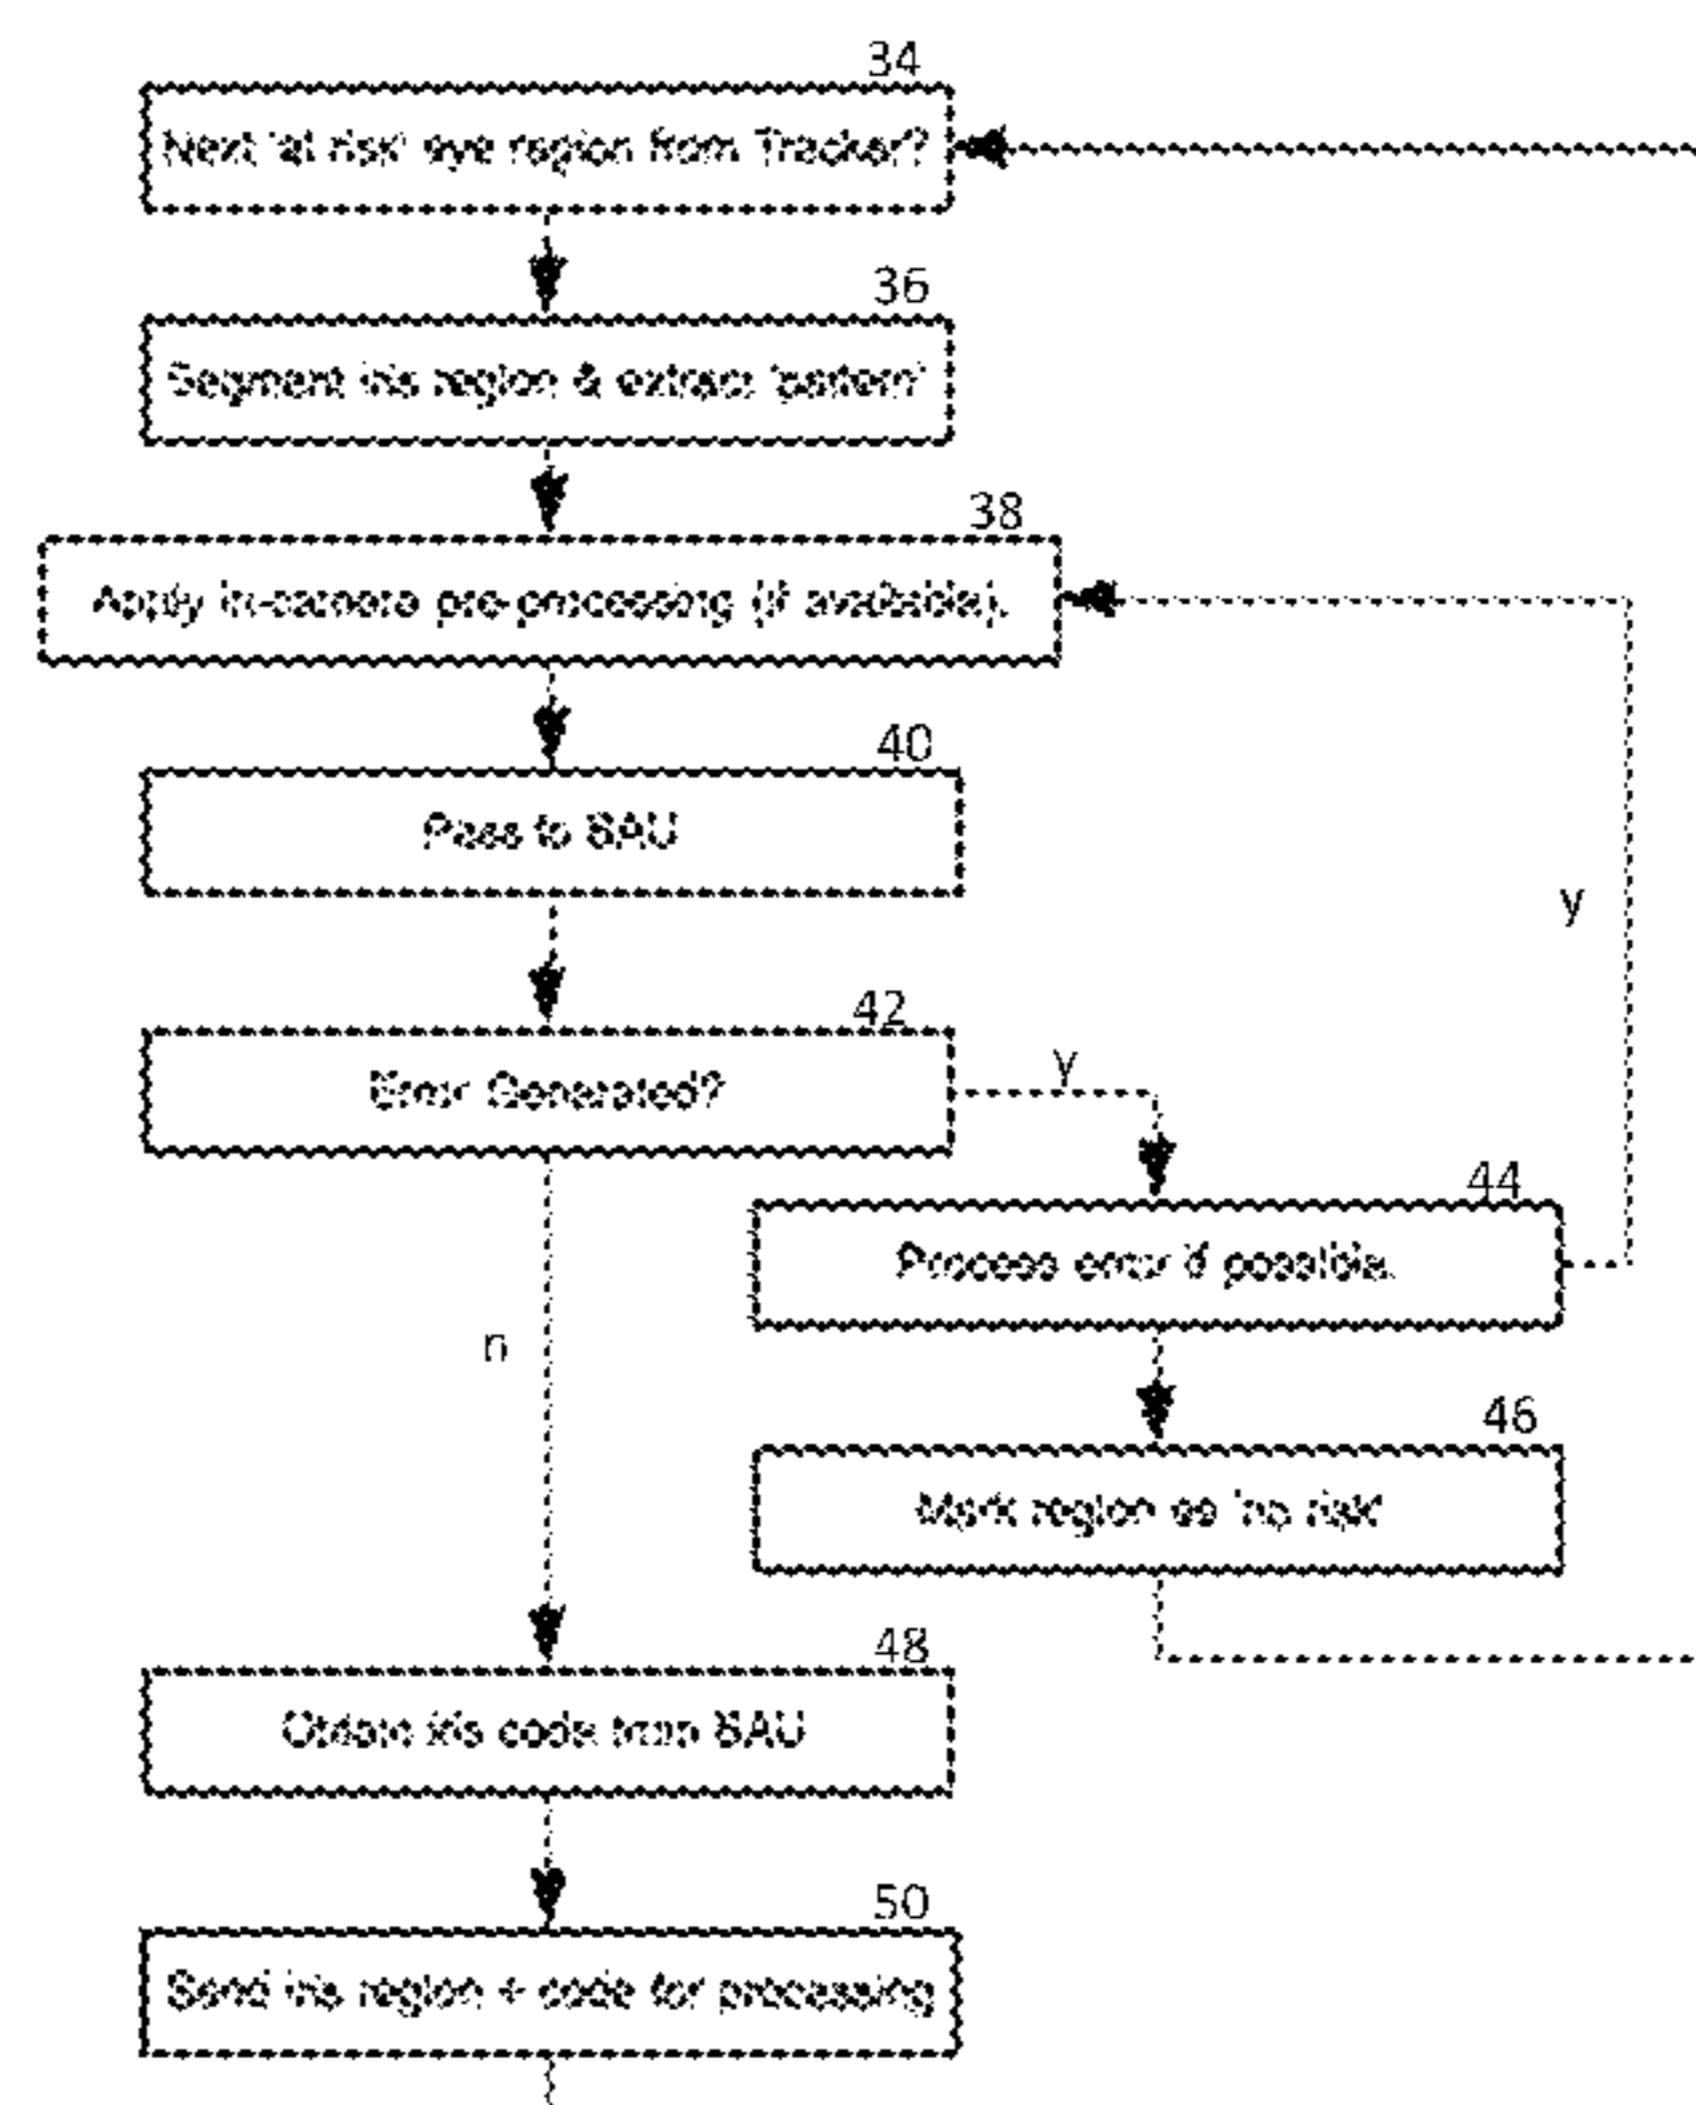 34
Next 'at risk' eye region from Tracker?
36
Segment iris region & extract 'pattern'
38
Apply in-camera pre-processing (if available).
40
Pass to BAU
y
42
Error Generated?
y
44
Process error if possible.
n
46
Mark region as 'no risk'
48
Obtain iris code from BAU
50
Send iris region + code for processing